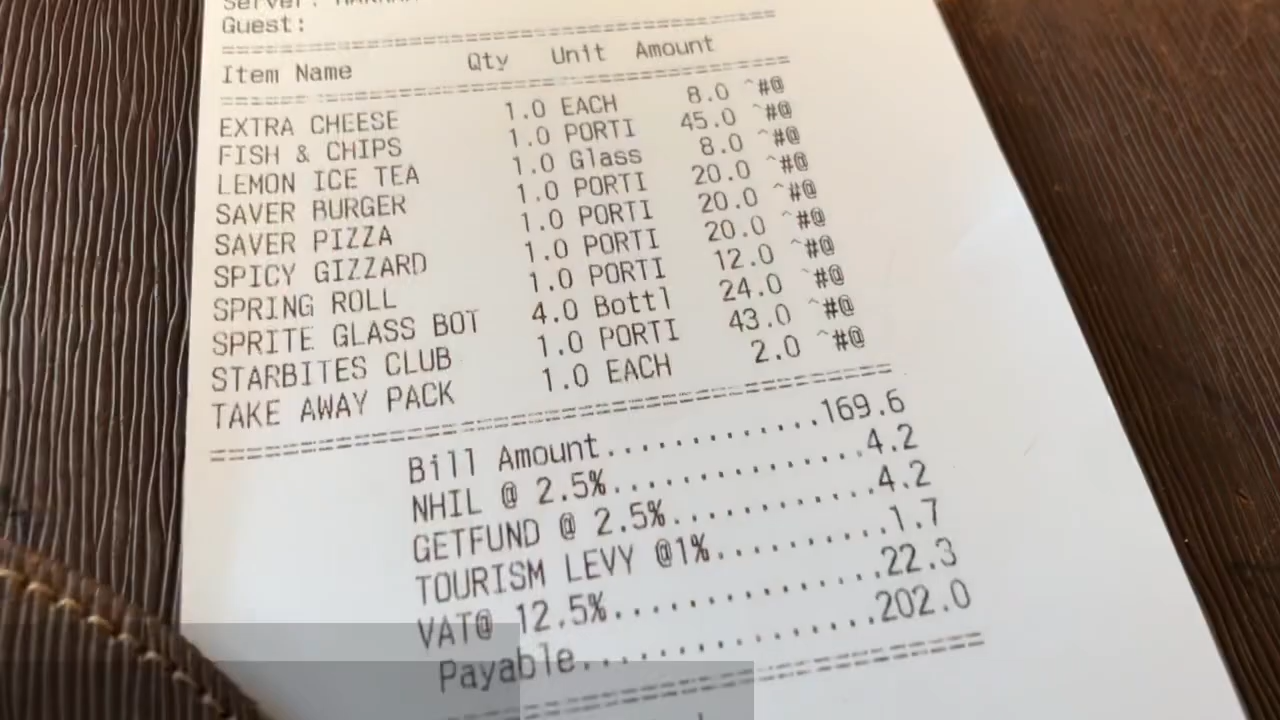 Server:
Guest:
Item Name Qty Unit Amount
EXTRA CHEESE 1.0 EACH 8.0 ^#@
FISH & CHIPS 1.0 PORTI 45.0 ^#@
LEMON ICE TEA 1.0 Glass 8.0 ^#@
SAVER BURGER 1.0 PORTI 20.0 ^#@
SAVER PIZZA 1.0 PORTI 20.0 ^#@
SPICY GIZZARD 1.0 PORTI 20.0 ^#@
SPRING ROLL 1.0 PORTI 12.0 ^#@
SPRITE GLASS BOT 4.0 Bottl 24.0 ^#@
STARBITES CLUB 1.0 PORTI 43.0 ^#@
TAKE AWAY PACK 1.0 EACH 2.0 ^#@
Bill Amount............169.6
NHIL @ 2.5%..............4.2
GETFUND @ 2.5%...........4.2
TOURISM LEVY @1%.........1.7
VAT@ 12.5%..............22.3
Payable................202.0